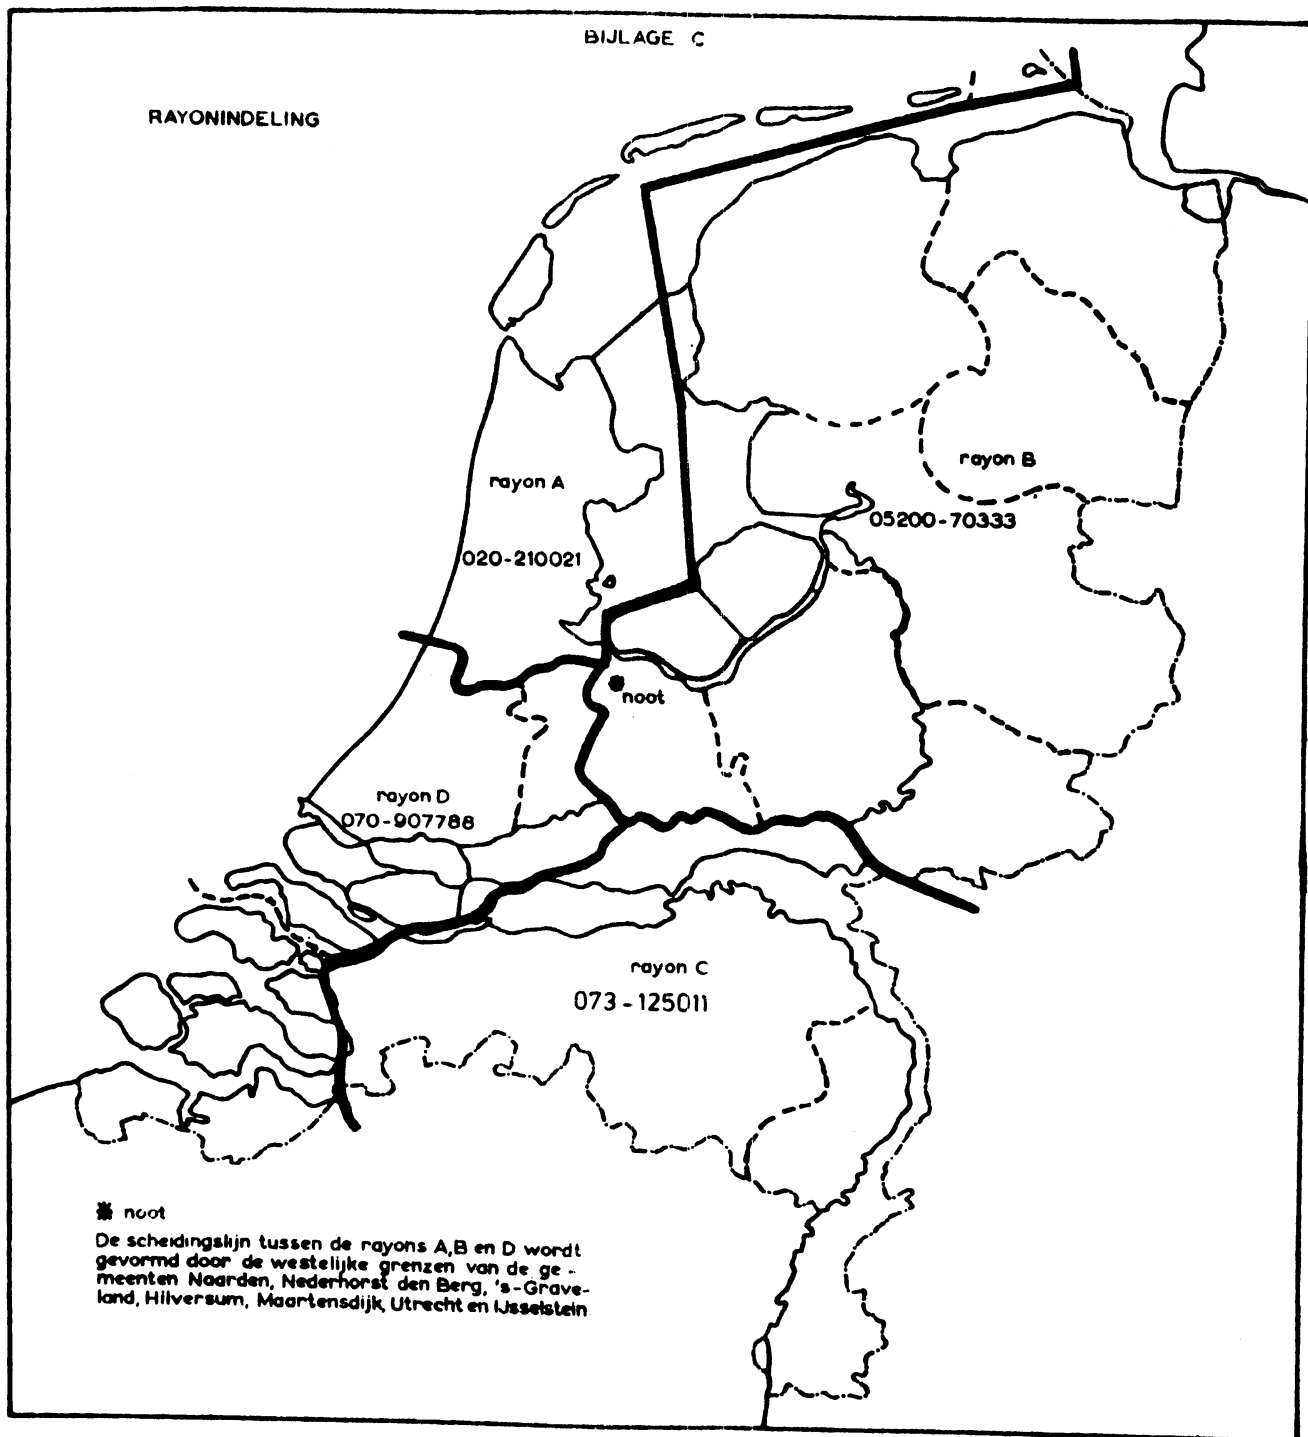 BIJLAGE C
RAYONINDELING
rayon A
020-210021
rayon B
05200-70333
noot
rayon D
070-907788
rayon C
073-125011
noot
De scheidingslijn tussen de rayons A,B en D wordt
gevormd door de westelijke grenzen van de ge-
meenten Naarden, Nederhorst den Berg, 's-Grave-
land, Hilversum, Maartensdijk, Utrecht en IJsselstein